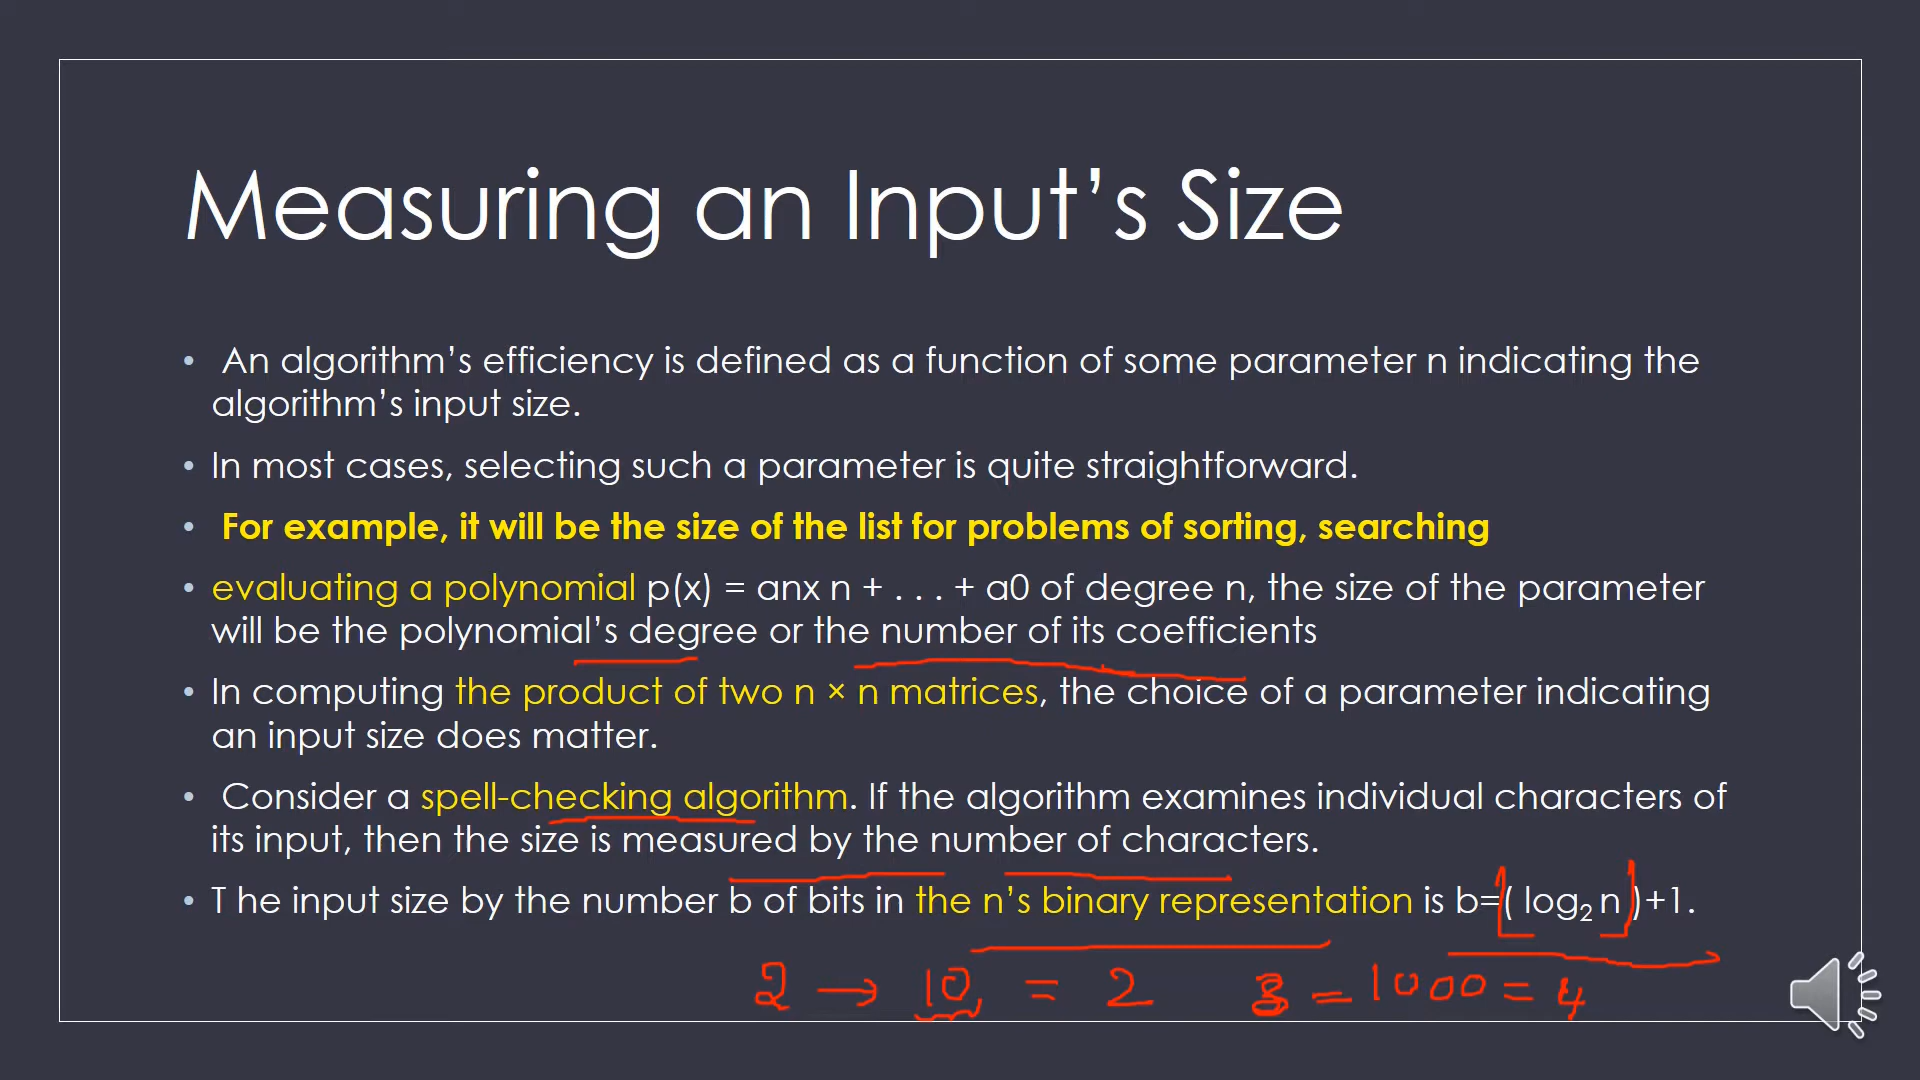 Measuring an Input’s Size
• An algorithm’s efficiency is defined as a function of some parameter n indicating the
algorithm’s input size.
• In most cases, selecting such a parameter is quite straightforward.
• For example, it will be the size of the list for problems of sorting, searching
• evaluating a polynomial p(x) = anx n + . . . + a0 of degree n, the size of the parameter
will be the polynomial’s degree or the number of its coefficients
• In computing the product of two n × n matrices, the choice of a parameter indicating
an input size does matter.
• Consider a spell-checking algorithm. If the algorithm examines individual characters of
its input, then the size is measured by the number of characters.
• T he input size by the number b of bits in the n’s binary representation is b=( log₂ n )+1.
2 → 10 = 2 = 1000 = 4